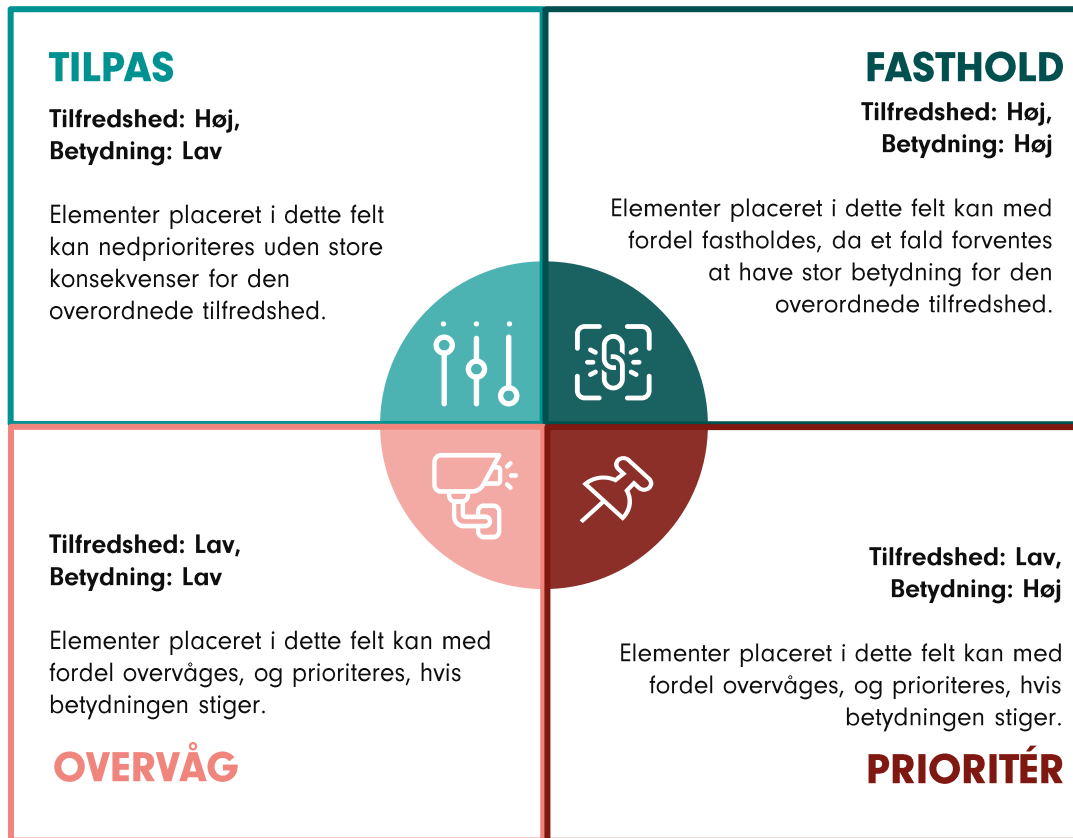 TILPAS
Tilfredshed: Høj,
Betydning: Lav
Elementer placeret i dette felt
kan nedprioriteres uden store
konsekvenser for den
overordnede tilfredshed.
FASTHOLD
Tilfredshed: Høj,
Betydning: Høj
Elementer placeret i dette felt kan med
fordel fastholdes, da et fald forventes
at have stor betydning for den
overordnede tilfredshed.
Tilfredshed: Lav,
Betydning: Lav
Elementer placeret i dette felt kan med
fordel overvåges, og prioriteres, hvis
betydningen stiger.
OVERVÅG
Tilfredshed: Lav,
Betydning: Høj
Elementer placeret i dette felt kan med
fordel overvåges, og prioriteres, hvis
betydningen stiger.
PRIORITÉR